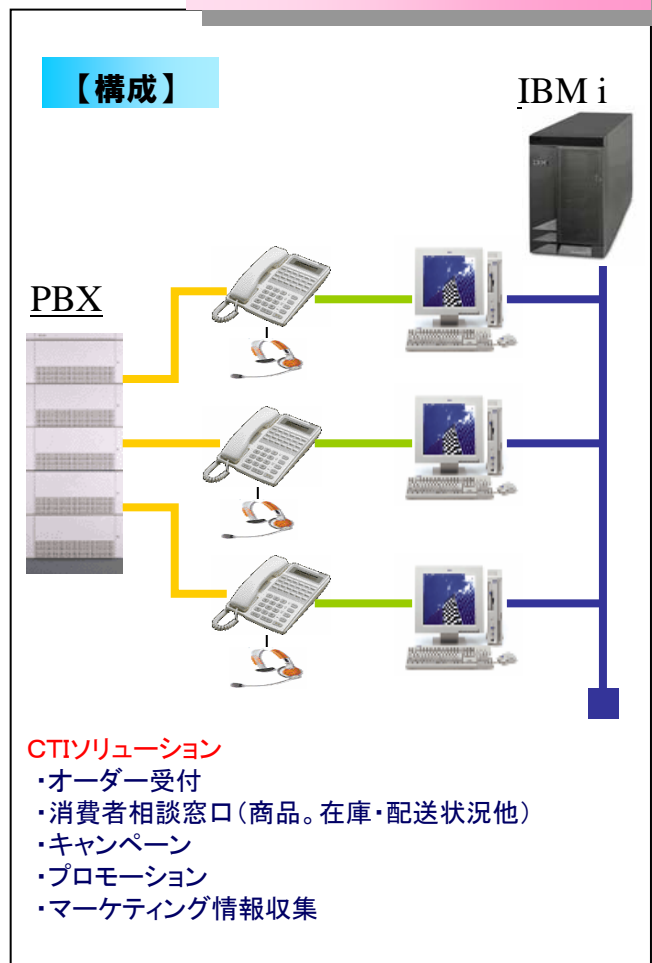 【構成】
IBM i
PBX
CTIソリューション
・オーダー受付
・消費者相談窓口(商品。在庫・配送状況他)
・キャンペーン
・プロモーション
・マーケティング情報収集